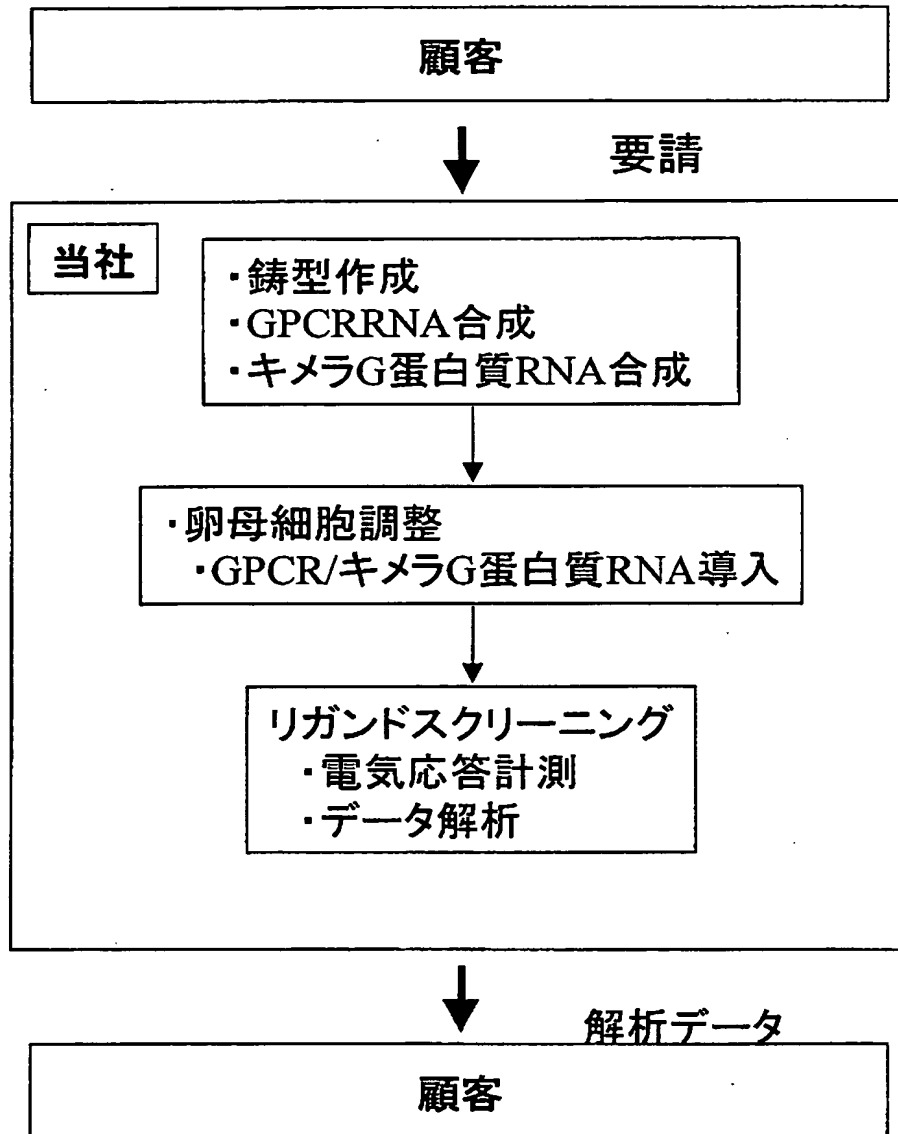 顧客
要請
当社
・鋳型作成
・GPCRRNA合成
・キメラG蛋白質RNA合成
・卵母細胞調整
・GPCR/キメラG蛋白質RNA導入
リガンドスクリーニング
・電気応答計測
・データ解析
解析データ
顧客